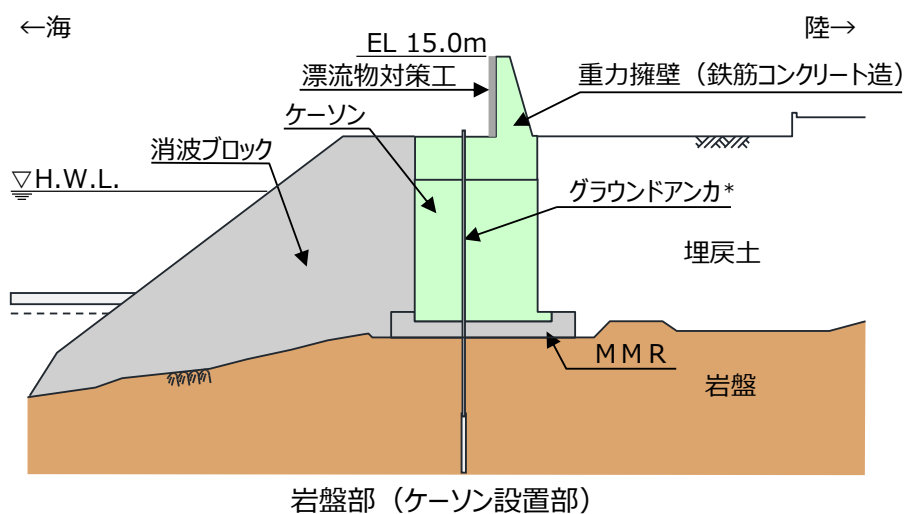 ←海
陸→
EL 15.0m
漂流物対策工
重力擁壁（鉄筋コンクリート造）
ケーソン
消波ブロック
▽H.W.L.
グラウンドアンカ*
埋戻土
MMR
岩盤
岩盤部（ケーソン設置部）